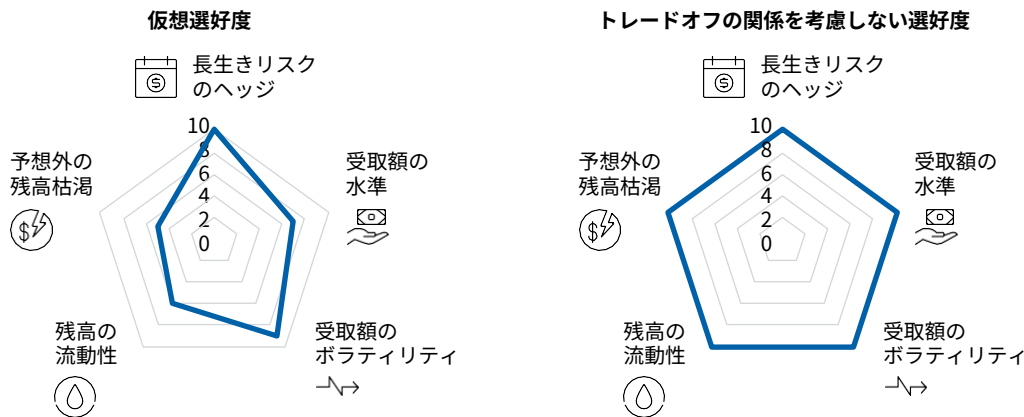 仮想選好度
長生きリスク
のヘッジ
10
8
6
4
2
0
予想外の
残高枯渇
$
受取額の
水準
残高の
流動性
受取額の
ボラティリティ
トレードオフの関係を考慮しない選好度
長生きリスク
のヘッジ
10
8
6
4
2
0
予想外の
残高枯渇
$
受取額の
水準
残高の
流動性
受取額の
ボラティリティ